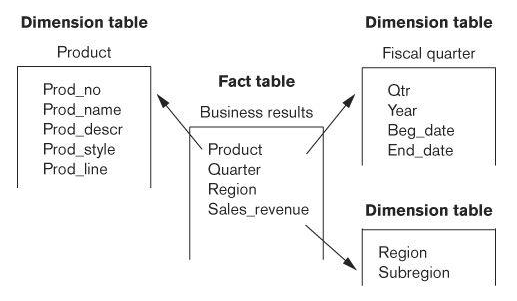 Dimension table
Product
Prod_no
Prod_name
Prod_descr
Prod_style
Prod_line
Fact table
Business results
Product
Quarter
Region
Sales_revenue
Dimension table
Fiscal quarter
Qtr
Year
Beg_date
End_date
Dimension table
Region
Subregion